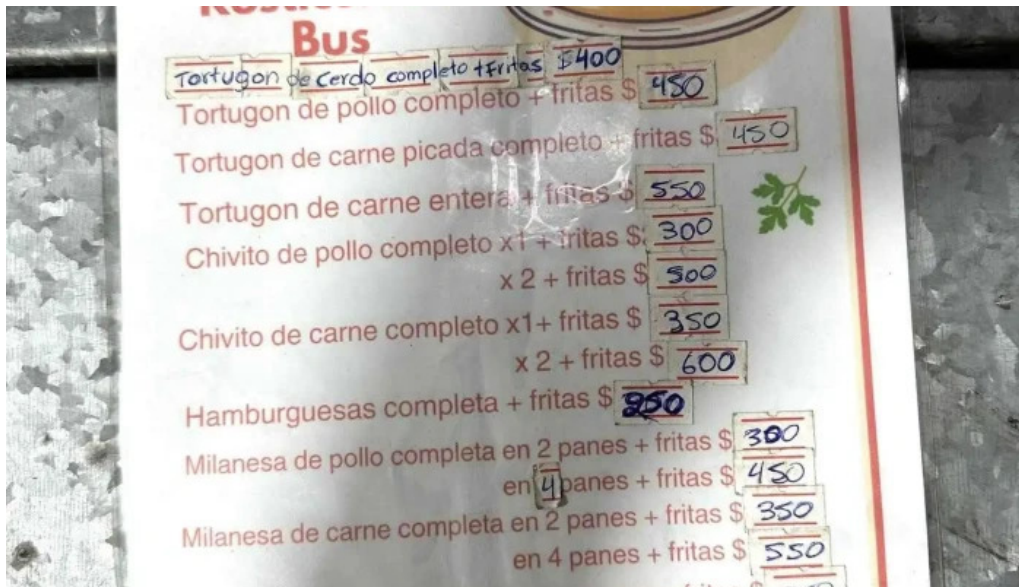 Bus
Tortugon de cerdo completo + Fritas $400
Tortugon de pollo completo + fritas $ 450
Tortugon de carne picada completo + fritas $ 450
Tortugon de carne entera + fritas $ 550
Chivito de pollo completo x1 + fritas $ 300
x 2 + fritas $ 500
Chivito de carne completo x1+ fritas $ 350
x 2 + fritas $ 600
Hamburguesas completa + fritas $ 250
Milanesa de pollo completa en 2 panes + fritas $ 300
en 4 panes + fritas $ 450
Milanesa de carne completa en 2 panes + fritas $ 350
en 4 panes + fritas $ 550